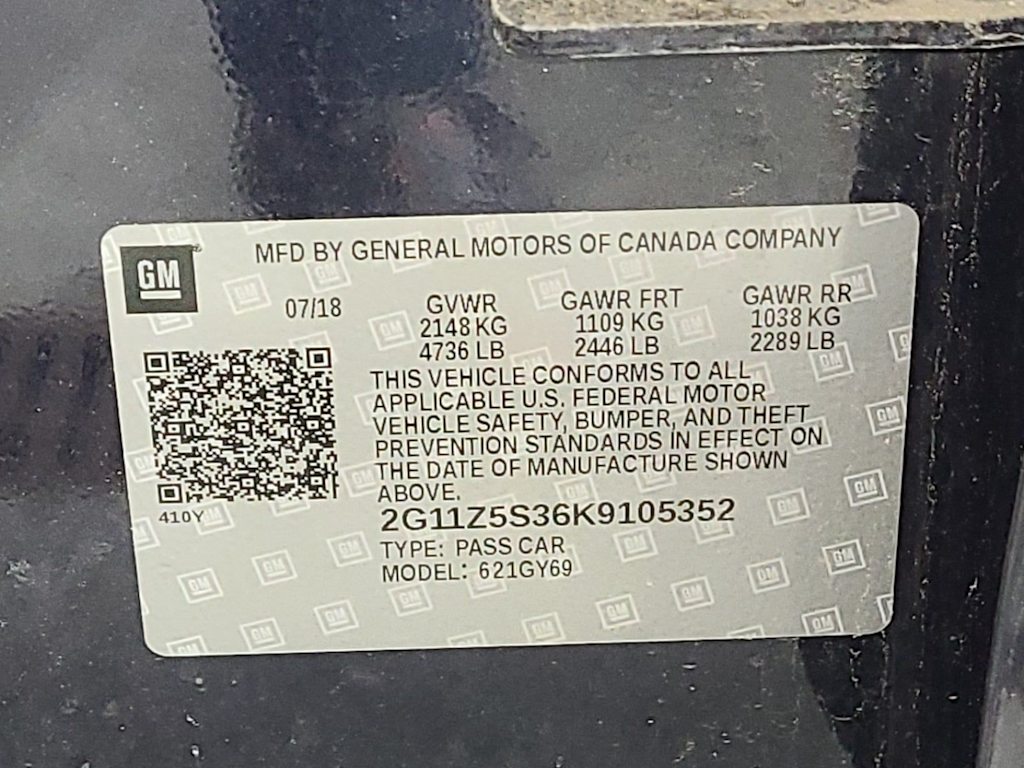 GM
MFD BY GENERAL MOTORS OF CANADA COMPANY
07/18
GVWR
2148 KG
4736 LB
GAWR FRT
1109 KG
2446 LB
GAWR RR
1038 KG
2289 LB
THIS VEHICLE CONFORMS TO ALL
APPLICABLE U.S. FEDERAL MOTOR
VEHICLE SAFETY, BUMPER, AND THEFT
PREVENTION STANDARDS IN EFFECT ON
THE DATE OF MANUFACTURE SHOWN
ABOVE.
410Y
2G11Z5S36K9105352
TYPE: PASS CAR
MODEL: 621GY69